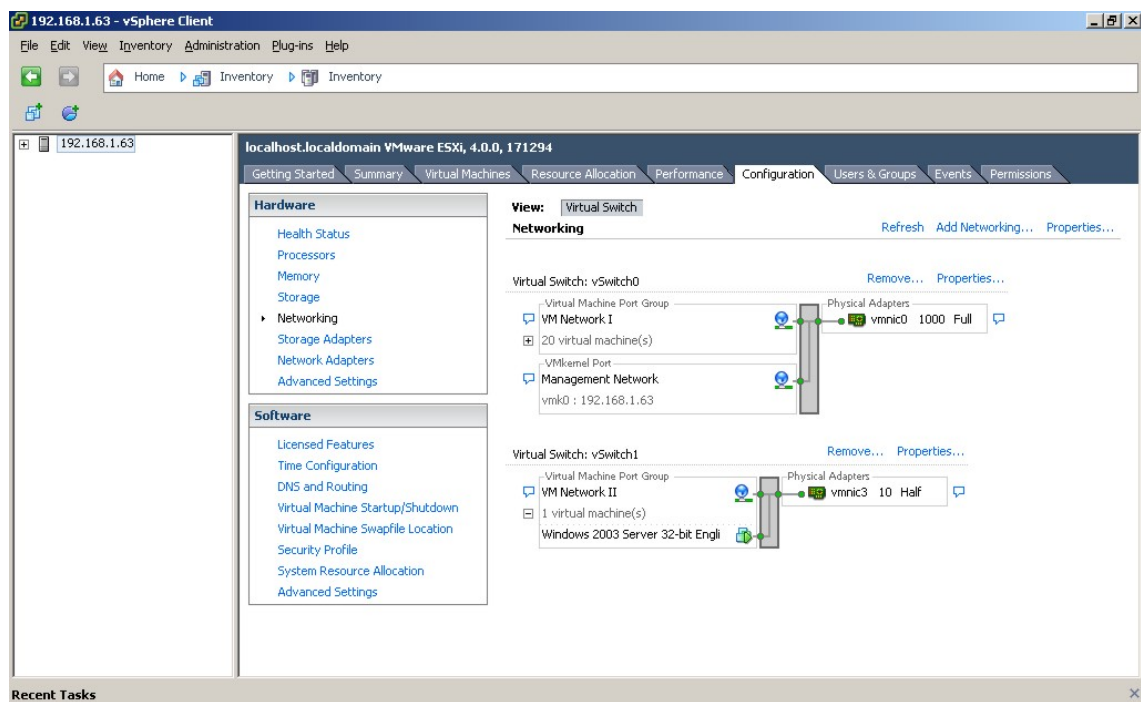 192.168.1.63 - vSphere Client
File Edit View Inventory Administration Plug-ins Help
Home Inventory Inventory
192.168.1.63
localhost.localdomain VMware ESXi, 4.0.0, 171294
Getting Started Summary Virtual Machines Resource Allocation Performance Configuration Users & Groups Events Permissions
Hardware
Health Status
Processors
Memory
Storage
Networking
Storage Adapters
Network Adapters
Advanced Settings
Software
Licensed Features
Time Configuration
DNS and Routing
Virtual Machine Startup/Shutdown
Virtual Machine Swapfile Location
Security Profile
System Resource Allocation
Advanced Settings
View: Virtual Switch
Networking Refresh Add Networking... Properties...
Virtual Switch: vSwitch0 Remove... Properties...
Virtual Machine Port Group Physical Adapters
VM Network I vmnic0 1000 Full
20 virtual machine(s)
VMkernel Port
Management Network
vmk0 : 192.168.1.63
Virtual Switch: vSwitch1 Remove... Properties...
Virtual Machine Port Group Physical Adapters
VM Network II vmnic3 10 Half
1 virtual machine(s)
Windows 2003 Server 32-bit Engli
Recent Tasks